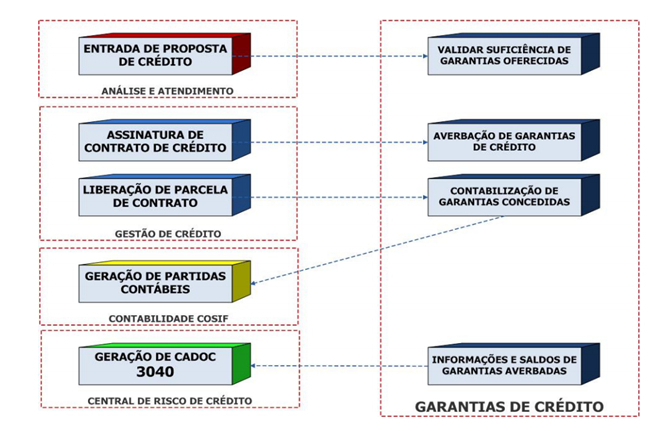 ENTRADA DE PROPOSTA
DE CRÉDITO
ANÁLISE E ATENDIMENTO
VALIDAR SUFICIÊNCIA DE
GARANTIAS OFERECIDAS
ASSINATURA DE
CONTRATO DE CRÉDITO
AVERBAÇÃO DE GARANTIAS
DE CRÉDITO
LIBERAÇÃO DE PARCELA
DE CONTRATO
GESTÃO DE CRÉDITO
CONTABILIZAÇÃO DE
GARANTIAS CONCEDIDAS
GERAÇÃO DE PARTIDAS
CONTÁBEIS
CONTABILIDADE COSIF
GERAÇÃO DE CADOC
3040
CENTRAL DE RISCO DE CRÉDITO
INFORMAÇÕES E SALDOS DE
GARANTIAS AVERBADAS
GARANTIAS DE CRÉDITO